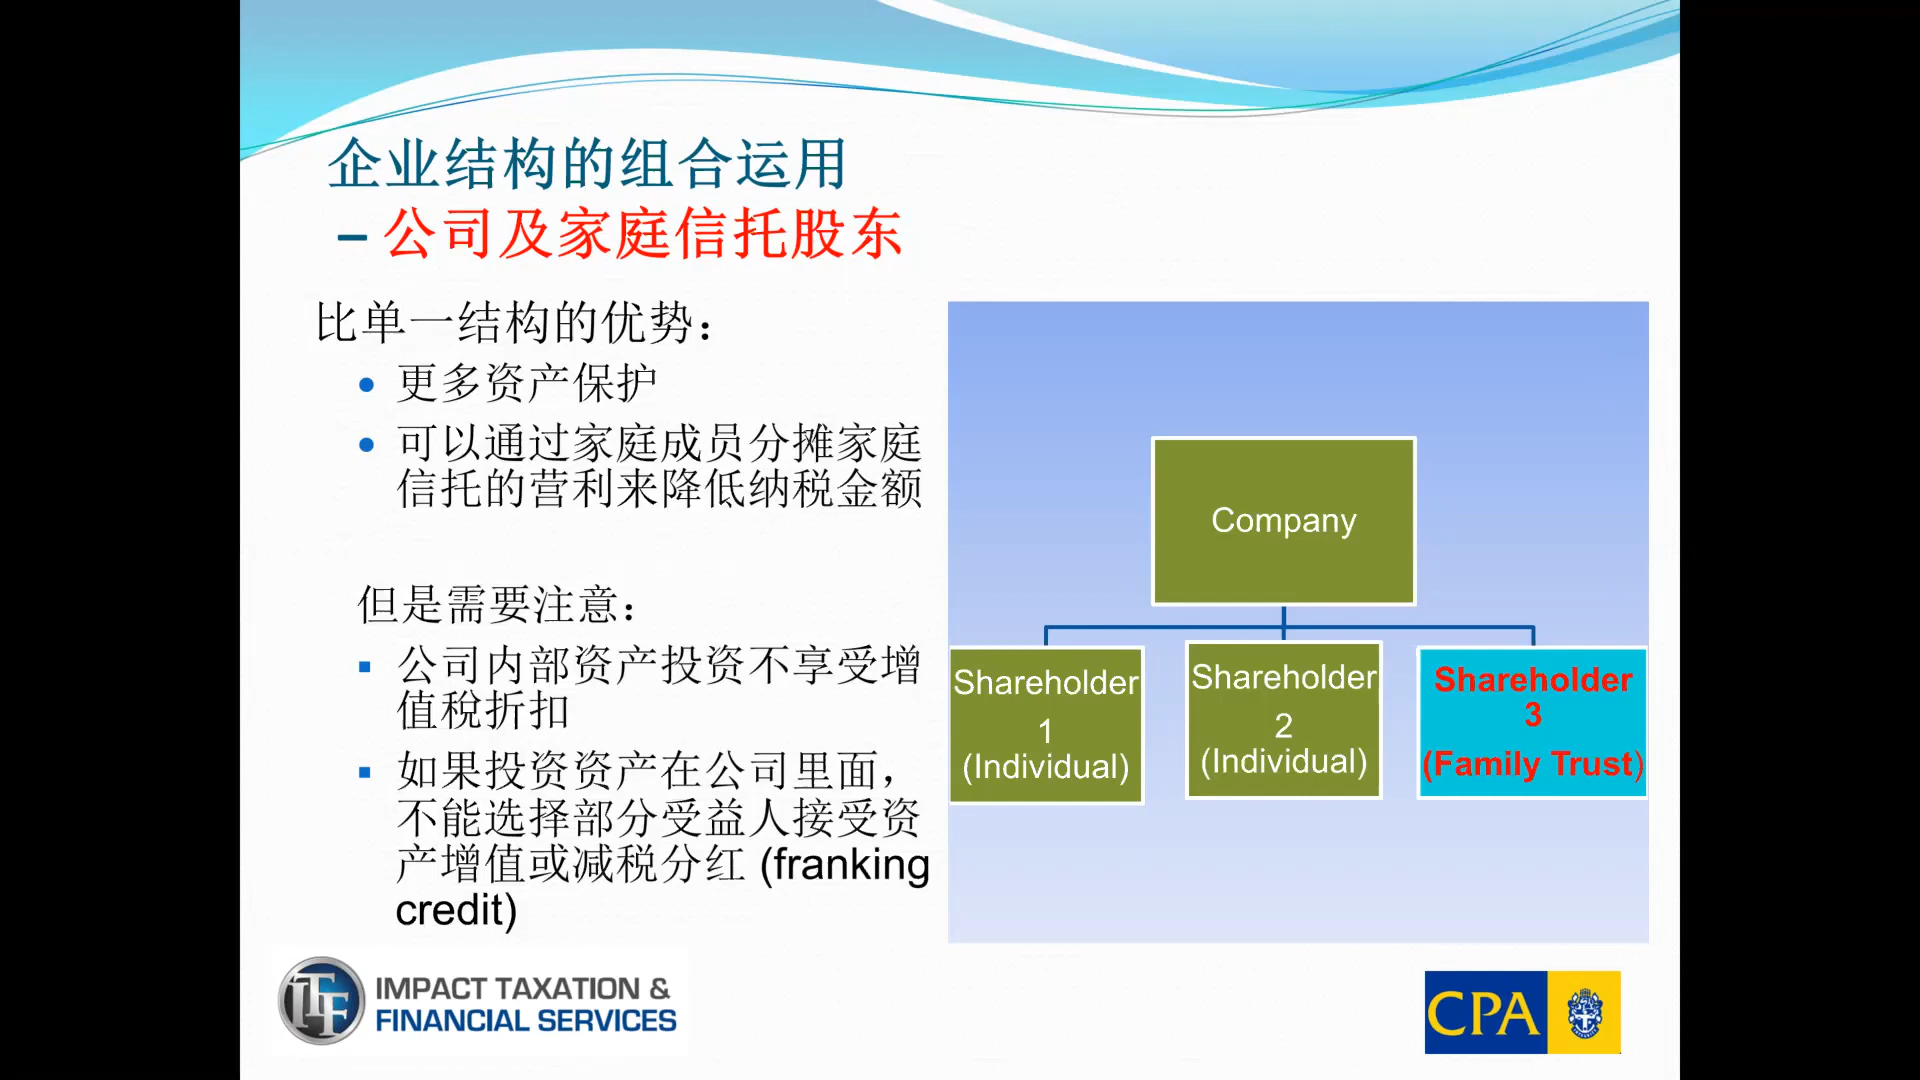 企业结构的组合运用
– 公司及家庭信托股东
比单一结构的优势：
• 更多资产保护
• 可以通过家庭成员分摊家庭
信托的营利来降低纳税金额
但是需要注意：
▪ 公司内部资产投资不享受增
值税折扣
▪ 如果投资资产在公司里面，
不能选择部分受益人接受资
产增值或减税分红 (franking
credit)
Company
Shareholder
1
(Individual)
Shareholder
2
(Individual)
Shareholder
3
(Family Trust)
ITF
IMPACT TAXATION &
FINANCIAL SERVICES
CPA